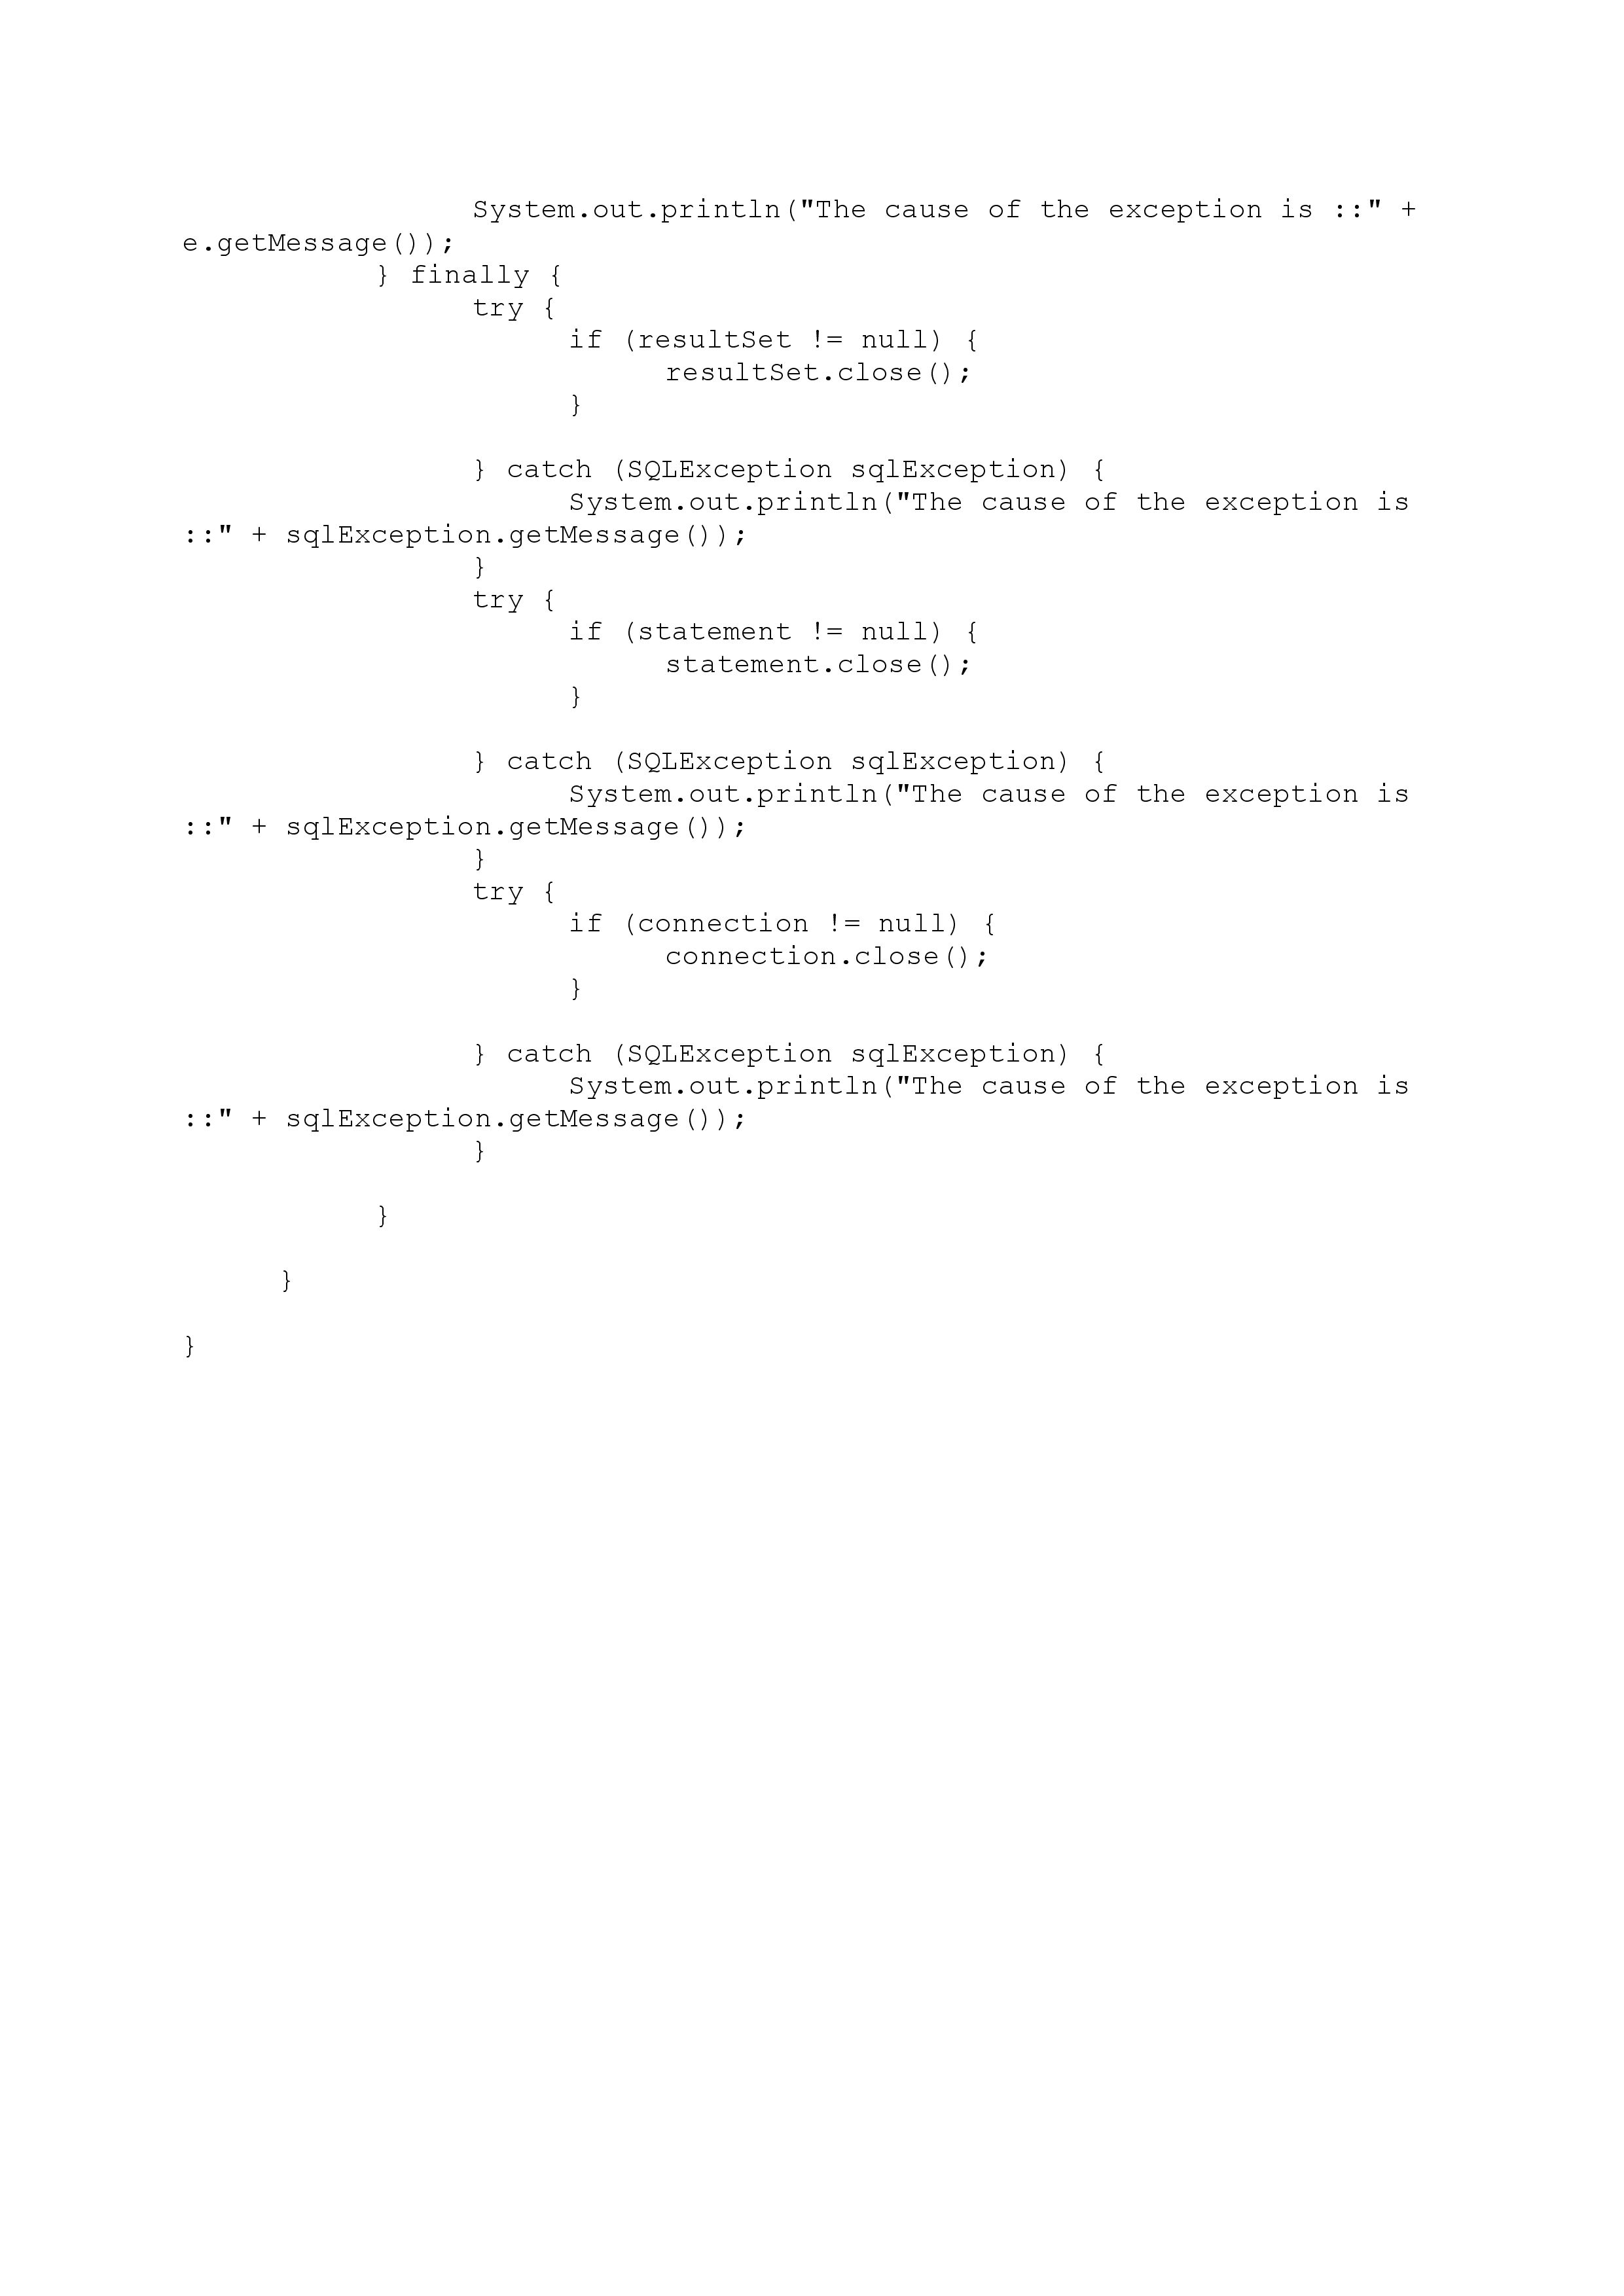 System.out.println("The cause of the exception is ::" +
e.getMessage());
} finally {
try {
if (resultSet != null) {
resultSet.close();
}
} catch (SQLException sqlException) {
System.out.println("The cause of the exception is
::" + sqlException.getMessage());
}
try {
if (statement != null) {
statement.close();
}
} catch (SQLException sqlException) {
System.out.println("The cause of the exception is
::" + sqlException.getMessage());
}
try {
if (connection != null) {
connection.close();
}
} catch (SQLException sqlException) {
System.out.println("The cause of the exception is
::" + sqlException.getMessage());
}
}
}
}